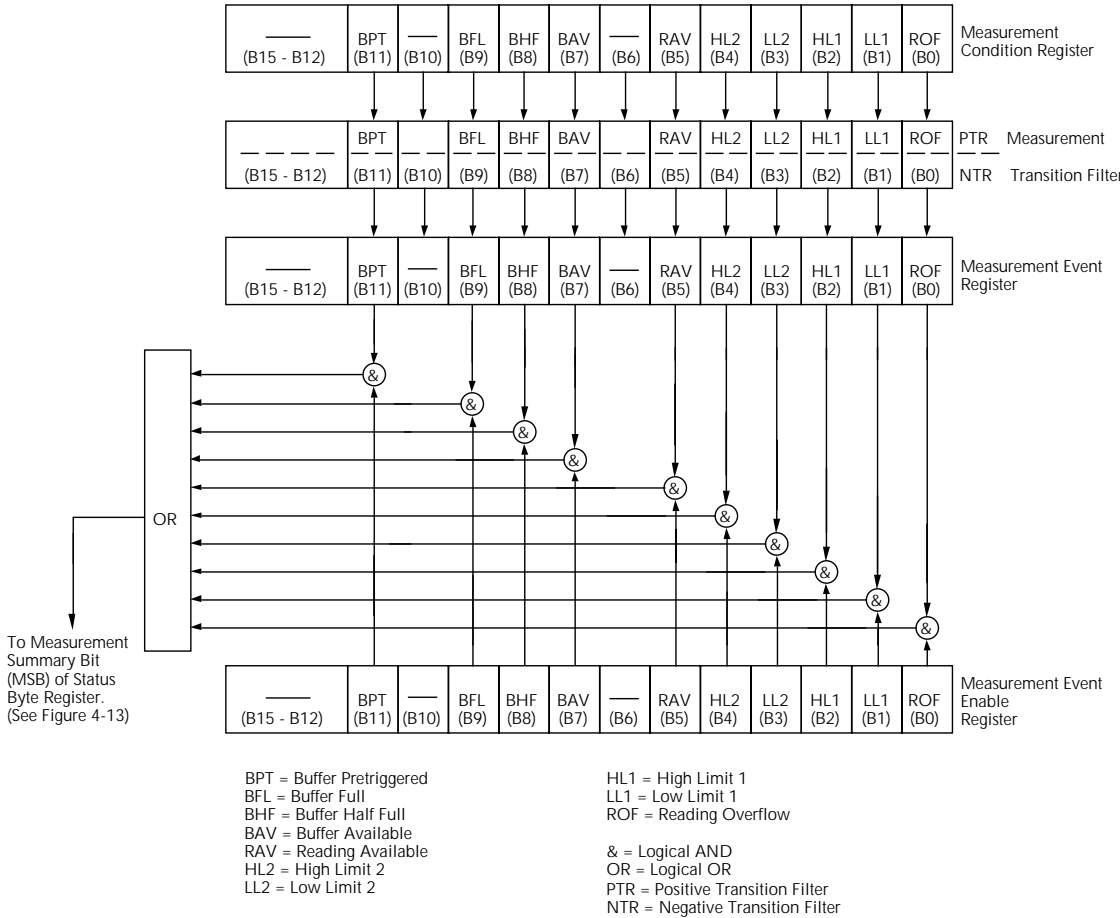 BPT BFL BHF BAV RAV HL2 LL2 HL1 LL1 ROF Measurement
(B15 - B12) (B11) (B10) (B9) (B8) (B7) (B6) (B5) (B4) (B3) (B2) (B1) (B0) Condition Register
BPT BFL BHF BAV RAV HL2 LL2 HL1 LL1 ROF PTR Measurement
(B15 - B12) (B11) (B10) (B9) (B8) (B7) (B6) (B5) (B4) (B3) (B2) (B1) (B0) NTR Transition Filter
BPT BFL BHF BAV RAV HL2 LL2 HL1 LL1 ROF Measurement Event
(B15 - B12) (B11) (B10) (B9) (B8) (B7) (B6) (B5) (B4) (B3) (B2) (B1) (B0) Register
&
&
&
&
&
&
&
&
&
&
OR
To Measurement
Summary Bit
(MSB) of Status
Byte Register.
(See Figure 4-13)
BPT BFL BHF BAV RAV HL2 LL2 HL1 LL1 ROF Measurement Event
Enable
(B15 - B12) (B11) (B10) (B9) (B8) (B7) (B6) (B5) (B4) (B3) (B2) (B1) (B0) Register
BPT = Buffer Pretriggered
BFL = Buffer Full
BHF = Buffer Half Full
BAV = Buffer Available
RAV = Reading Available
HL2 = High Limit 2
LL2 = Low Limit 2
HL1 = High Limit 1
LL1 = Low Limit 1
ROF = Reading Overflow
& = Logical AND
OR = Logical OR
PTR = Positive Transition Filter
NTR = Negative Transition Filter